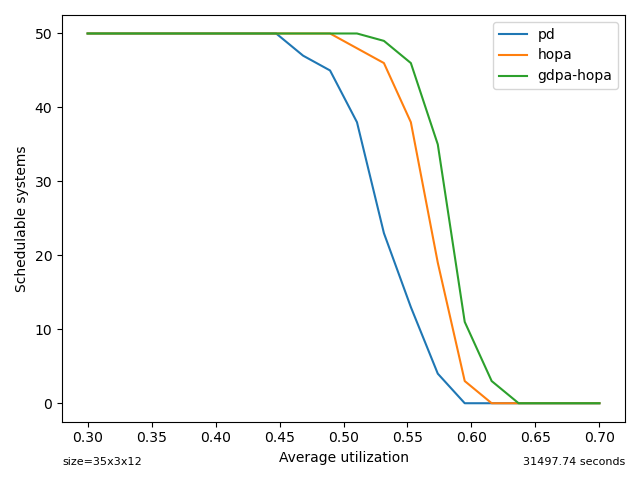 50
40
30
20
10
0
Schedulable systems
pd
hopa
gdpa-hopa
0.30 0.35 0.40 0.45 0.50 0.55 0.60 0.65 0.70
Average utilization
size=35x3x12
31497.74 seconds